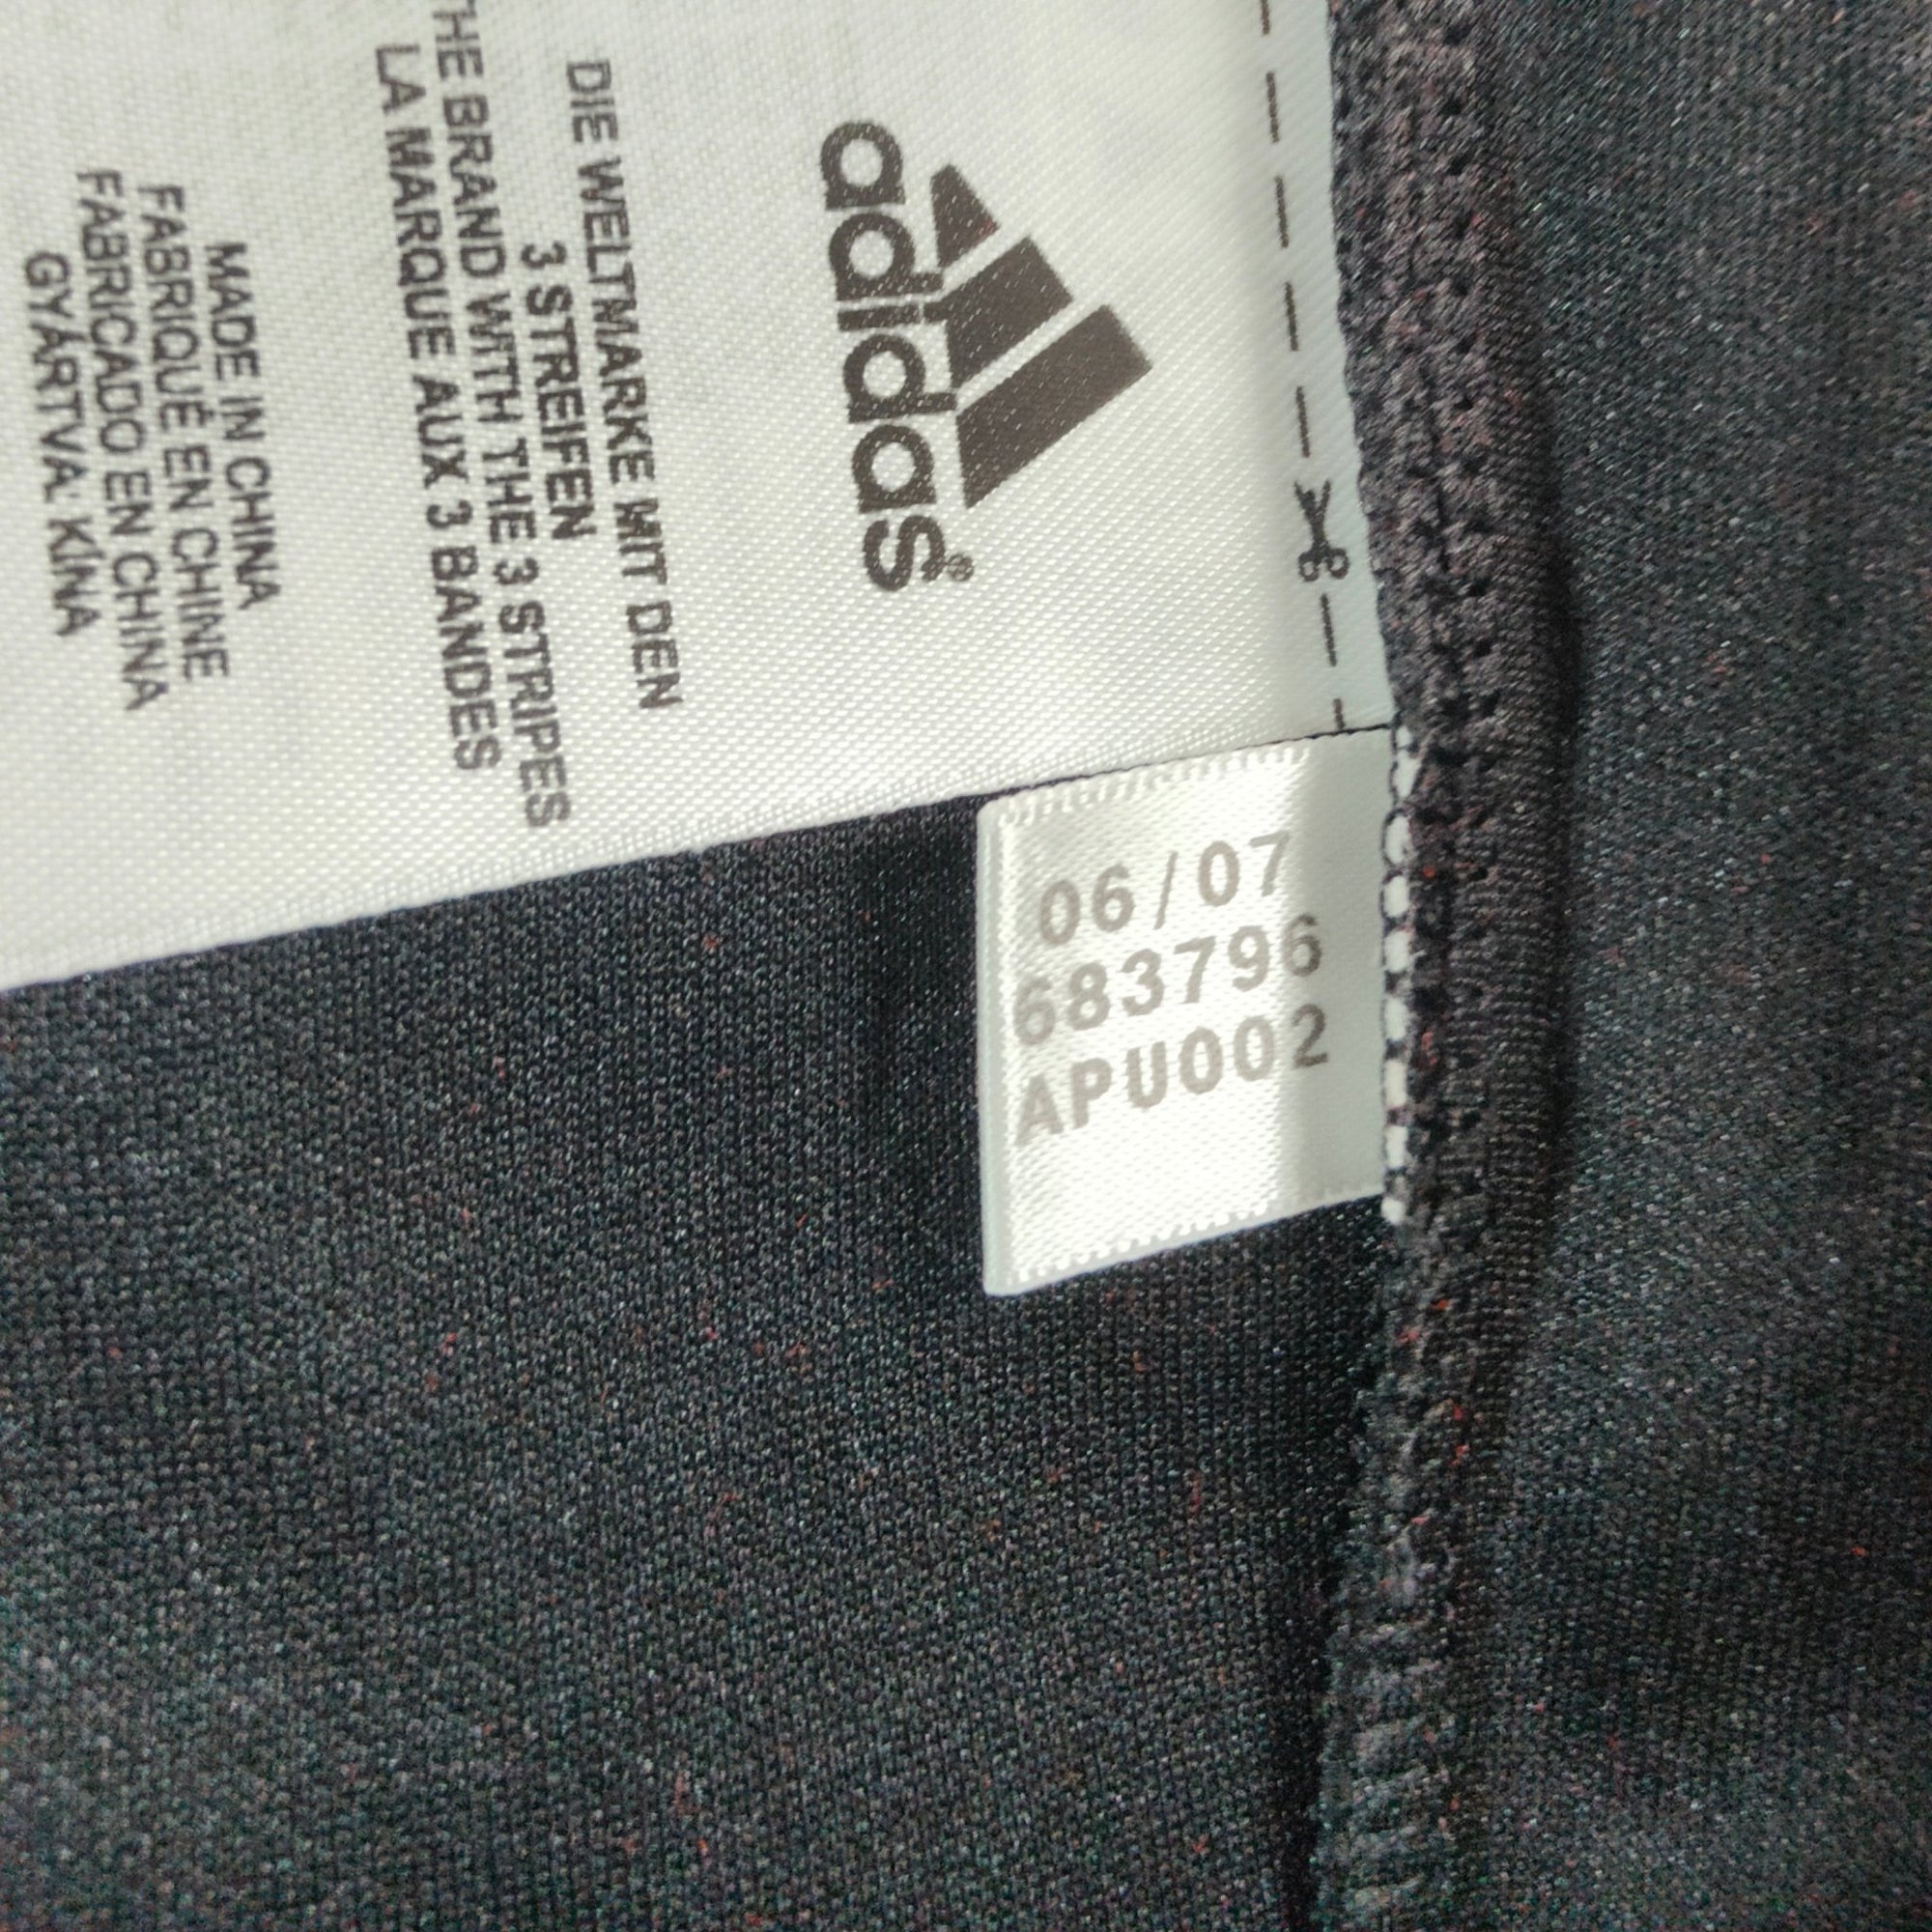 adidas®
DIE WELTMARKE MIT DEN
3 STREIFEN
THE BRAND WITH THE 3 STRIPES
LA MARQUE AUX 3 BANDES
MADE IN CHINA
FABRIQUÉ EN CHINE
FABRICADO EN CHINA
GYÁRTVA: KÍNA
06/07
683796
APU002